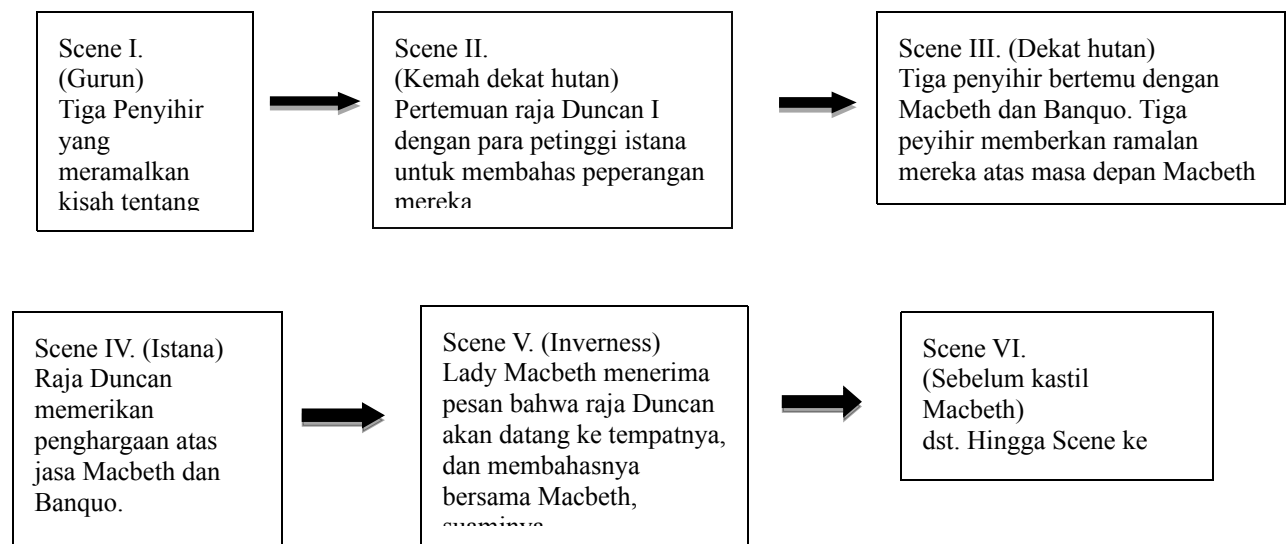 Scene I.
(Gurun)
Tiga Penyihir
yang
meramalkan
kisah tentang
Scene II.
(Kemah dekat hutan)
Pertemuan raja Duncan I
dengan para petinggi istana
untuk membahas peperangan
mereka
Scene III. (Dekat hutan)
Tiga penyihir bertemu dengan
Macbeth dan Banquo. Tiga
peyihir memberkan ramalan
mereka atas masa depan Macbeth
Scene IV. (Istana)
Raja Duncan
memerikan
penghargaan atas
jasa Macbeth dan
Banquo.
Scene V. (Inverness)
Lady Macbeth menerima
pesan bahwa raja Duncan
akan datang ke tempatnya,
dan membahasnya
bersama Macbeth,
suaminya
Scene VI.
(Sebelum kastil
Macbeth)
dst. Hingga Scene ke